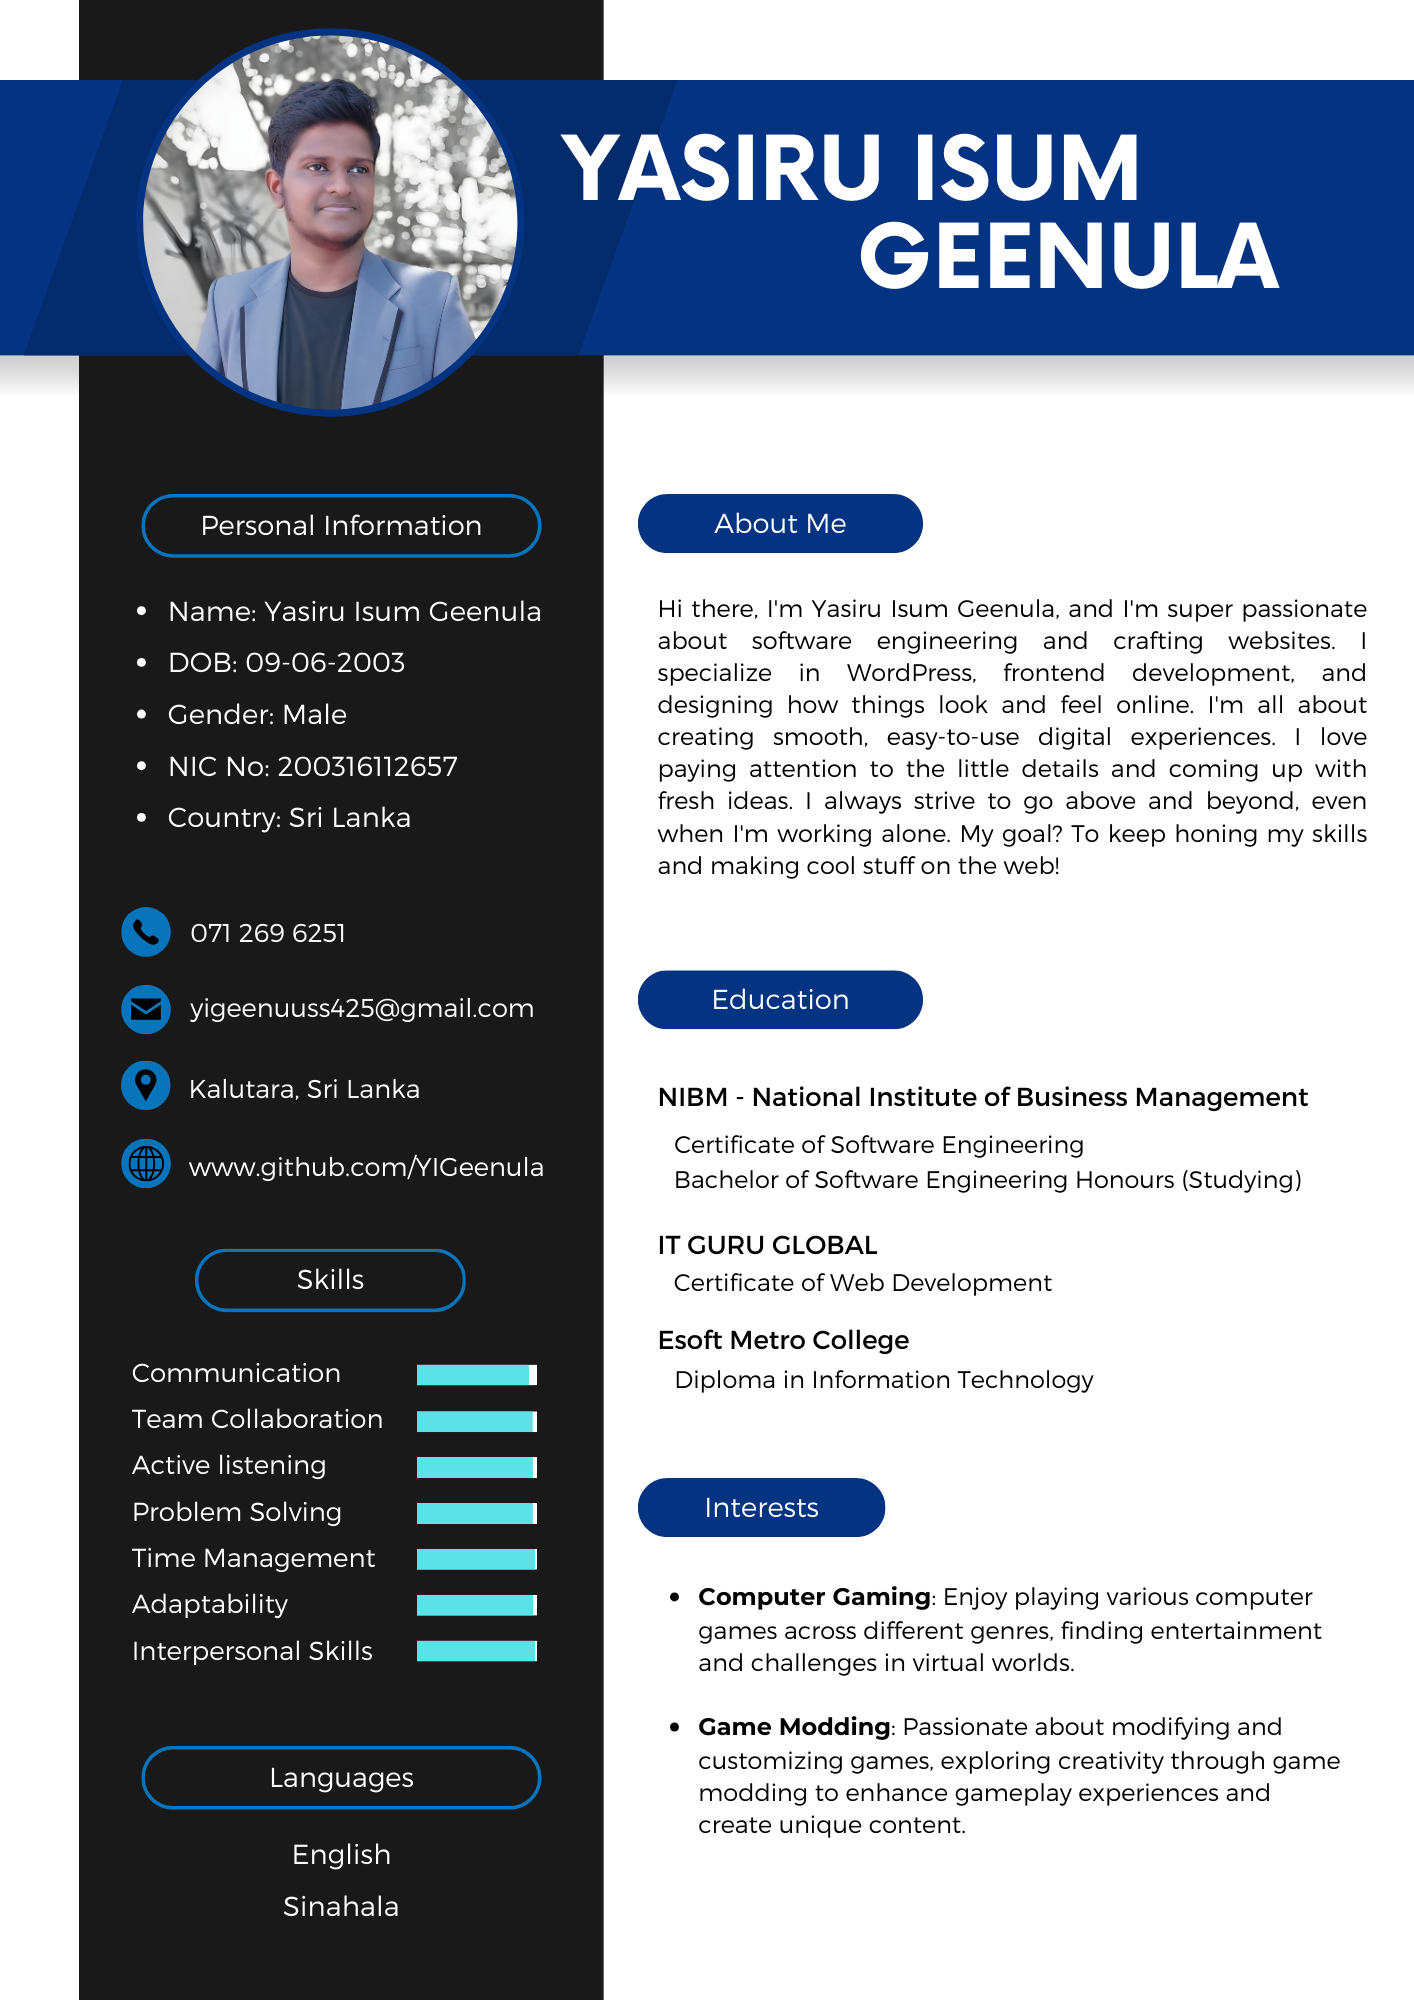 YASIRU ISUM
GEENULA
Personal Information
• Name: Yasiru Isum Geenula
• DOB: 09-06-2003
• Gender: Male
• NIC No: 200316112657
• Country: Sri Lanka
071 269 6251
yigeenuuss425@gmail.com
Kalutara, Sri Lanka
www.github.com/YIGeenula
Skills
Communication
Team Collaboration
Active listening
Problem Solving
Time Management
Adaptability
Interpersonal Skills
Languages
English
Sinahala
About Me
Hi there, I'm Yasiru Isum Geenula, and I'm super passionate
about software engineering and crafting websites. I
specialize in WordPress, frontend development, and
designing how things look and feel online. I'm all about
creating smooth, easy-to-use digital experiences. I love
paying attention to the little details and coming up with
fresh ideas. I always strive to go above and beyond, even
when I'm working alone. My goal? To keep honing my skills
and making cool stuff on the web!
Education
NIBM - National Institute of Business Management
Certificate of Software Engineering
Bachelor of Software Engineering Honours (Studying)
IT GURU GLOBAL
Certificate of Web Development
Esoft Metro College
Diploma in Information Technology
Interests
• Computer Gaming: Enjoy playing various computer
games across different genres, finding entertainment
and challenges in virtual worlds.
• Game Modding: Passionate about modifying and
customizing games, exploring creativity through game
modding to enhance gameplay experiences and
create unique content.